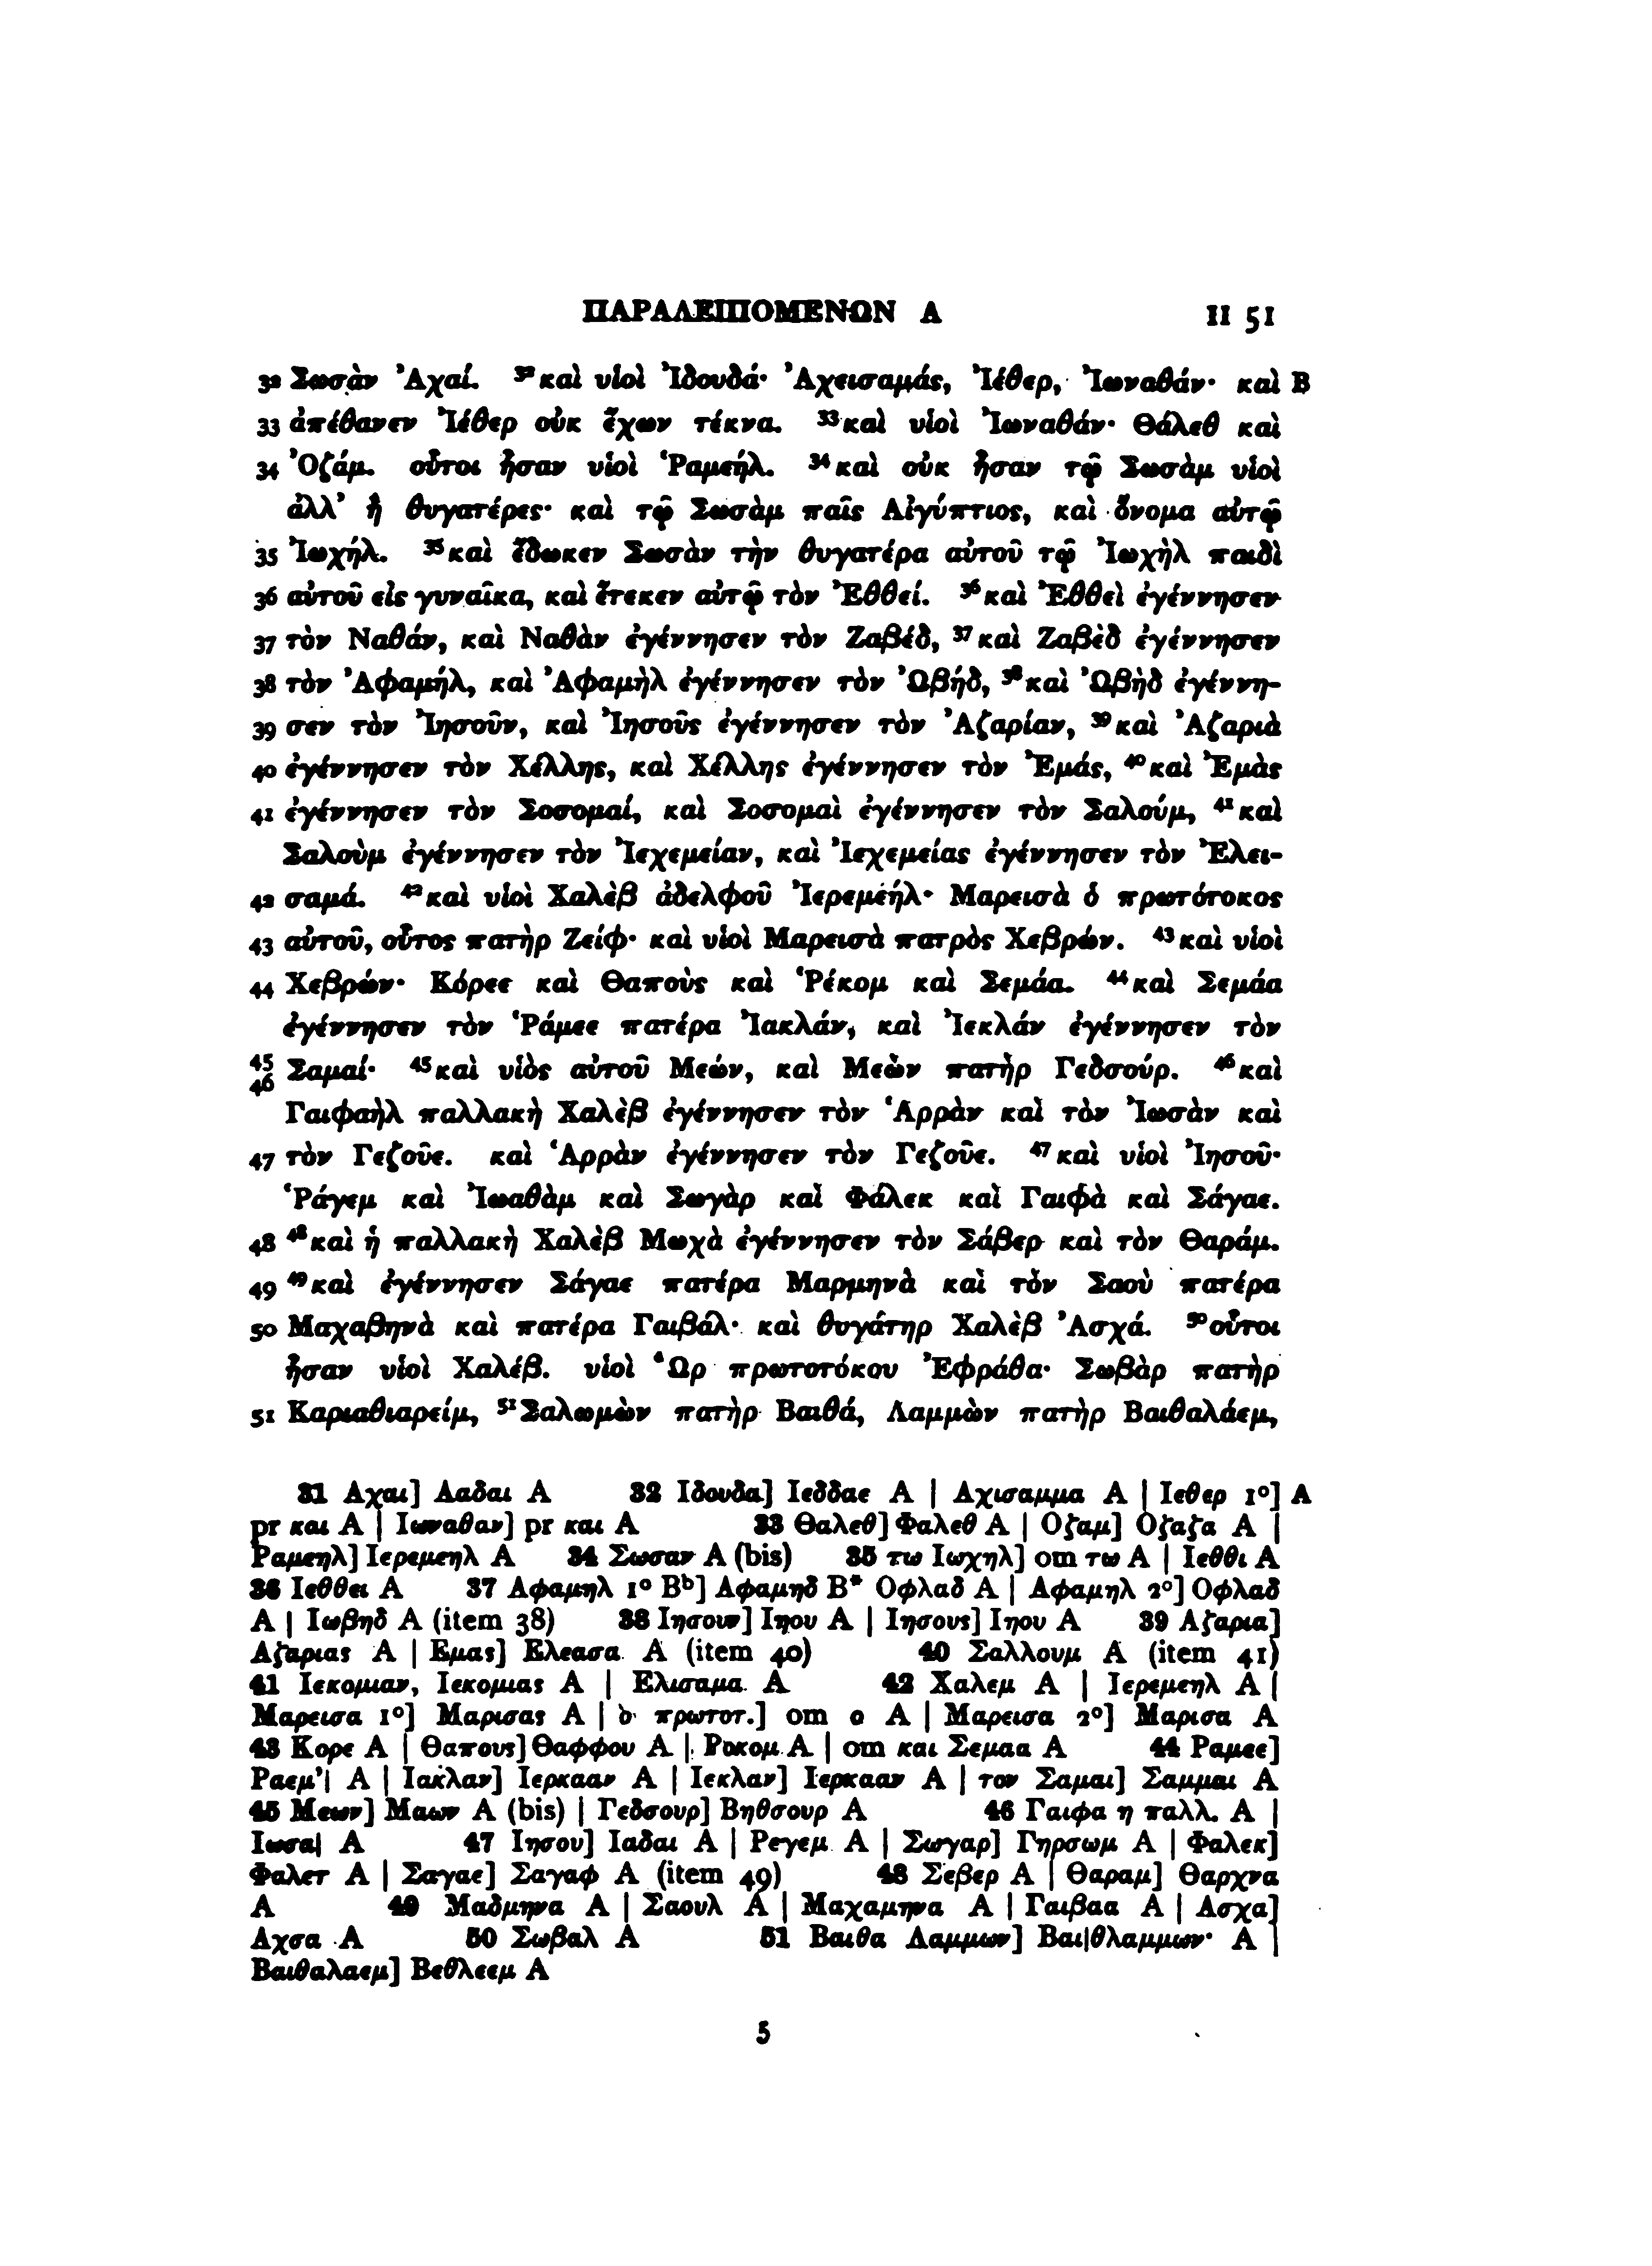 ΠΑΡΑΛΕΙΠΟΜΕΝΩΝ Α II 51
32 Σωσὰν Ἀχαί. ³²καὶ υἱοὶ Ἰδουδά· Ἀχεισαμάς, Ἰέθερ, Ἰωναθάν· καὶ B
33 ἀπέθανεν Ἰέθερ οὐκ ἔχων τέκνα. ³³καὶ υἱοὶ Ἰωναθάν· Θάλεθ καὶ
34 Ὀζάμ. οὗτοι ἦσαν υἱοὶ Ῥαμεήλ. ³⁴καὶ οὐκ ἦσαν τῷ Σωσὰμ υἱοὶ
ἀλλ᾽ ἢ θυγατέρες· καὶ τῷ Σωσὰμ παῖς Αἰγύπτιος, καὶ ὄνομα αὐτῷ
35 Ἰωχήλ. ³⁵καὶ ἔδωκεν Σωσὰν τὴν θυγατέρα αὐτοῦ τῷ Ἰωχὴλ παιδὶ
36 αὐτοῦ εἰς γυναῖκα, καὶ ἔτεκεν αὐτῷ τὸν Ἐθθεί. ³⁶καὶ Ἐθθεὶ ἐγέννησεν
37 τὸν Ναθάν, καὶ Ναθὰν ἐγέννησεν τὸν Ζαβέδ, ³⁷καὶ Ζαβὲδ ἐγέννησεν
38 τὸν Ἀφαμήλ, καὶ Ἀφαμὴλ ἐγέννησεν τὸν Ὠβήδ, ³⁸καὶ Ὠβὴδ ἐγέννη-
39 σεν τὸν Ἰησοῦν, καὶ Ἰησοῦς ἐγέννησεν τὸν Ἀζαρίαν, ³⁹καὶ Ἀζαριὰ
40 ἐγέννησεν τὸν Χέλλης, καὶ Χέλλης ἐγέννησεν τὸν Ἐμάς, ⁴⁰καὶ Ἐμὰς
41 ἐγέννησεν τὸν Σοσομαί, καὶ Σοσομαὶ ἐγέννησεν τὸν Σαλούμ, ⁴¹καὶ
Σαλοὺμ ἐγέννησεν τὸν Ἰεχεμείαν, καὶ Ἰεχεμείας ἐγέννησεν τὸν Ἐλει-
42 σαμά. ⁴²καὶ υἱοὶ Χαλὲβ ἀδελφοῦ Ἰερεμεήλ· Μαρεισὰ ὁ πρωτότοκος
43 αὐτοῦ, οὗτος πατὴρ Ζείφ· καὶ υἱοὶ Μαρεισὰ πατρὸς Χεβρών. ⁴³καὶ υἱοὶ
44 Χεβρών· Κόρεε καὶ Θαποὺς καὶ Ῥέκομ καὶ Σεμάα. ⁴⁴καὶ Σεμάα
ἐγέννησεν τὸν Ῥάμεε πατέρα Ἰακλάν, καὶ Ἰεκλάν ἐγέννησεν τὸν
45 46 Σαμαί· ⁴⁵καὶ υἱὸς αὐτοῦ Μεών, καὶ Μεὼν πατὴρ Γεδσούρ. ⁴⁶καὶ
Γαιφαὴλ παλλακὴ Χαλὲβ ἐγέννησεν τὸν Ἁρρὰν καὶ τὸν Ἰωσὰν καὶ
47 τὸν Γεζοῦε. καὶ Ἁρρὰν ἐγέννησεν τὸν Γεζοῦε. ⁴⁷καὶ υἱοὶ Ἰησοῦ·
Ῥάγεμ καὶ Ἰωαθὰμ καὶ Σωγὰρ καὶ Φάλεκ καὶ Γαιφὰ καὶ Σάγαε.
48 ⁴⁸καὶ ἡ παλλακὴ Χαλὲβ Μωχὰ ἐγέννησεν τὸν Σάβερ καὶ τὸν Θαράμ.
49 ⁴⁹καὶ ἐγέννησεν Σάγαε πατέρα Μαρμηνὰ καὶ τὸν Σαοὺ πατέρα
50 Μαχαβηνὰ καὶ πατέρα Γαιβάλ· καὶ θυγάτηρ Χαλὲβ Ἀσχά. ⁵⁰οὗτοι
ἦσαν υἱοὶ Χαλέβ. υἱοὶ Ὢρ πρωτοτόκου Ἐφράθα· Σωβὰρ πατὴρ
51 Καριαθιαρείμ, ⁵¹Σαλωμὼν πατὴρ Βαιθά, Λαμμὼν πατὴρ Βαιθαλάεμ,
31 Αχαι] Δαδαι A 32 Ιδουδα] Ιεδδαε A | Αχισαμμα A | Ιεθερ 1°] A
pr και A | Ιωναθαν] pr και A 33 Θαλεθ] Φαλεθ A | Οζαμ] Οζαζα A |
Ραμεηλ] Ιερεμεηλ A 34 Σωσαν A (bis) 35 τω Ιωχηλ] om τω A | Ιεθθι A
36 Ιεθθει A 37 Αφαμηλ 1° Bᵇ] Αφαμηδ B* Οφλαδ A | Αφαμηλ 2°] Οφλαδ
A | Ιωβηδ A (item 38) 38 Ιησουν] Ιηου A | Ιησους] Ιηου A 39 Αζαρια]
Αζαριας A | Εμας] Ελεασα A (item 40) 40 Σαλλουμ A (item 41)
41 Ιεκομιαν, Ιεκομιας A | Ελισαμα A 42 Χαλεμ A | Ιερεμεηλ A |
Μαρεισα 1°] Μαρισας A | ο πρωτοτ.] om ο A | Μαρεισα 2°] Μαρισα A
43 Κορε A | Θαπους] Θαφφου A | Ροκομ A | om και Σεμαα A 44 Ραμεε]
Ραεμ’| A | Ιακλαν] Ιερκααν A | Ιεκλαν] Ιερκααν A | τον Σαμαι] Σαμμαι A
45 Μεων] Μαων A (bis) | Γεδσουρ] Βηθσουρ A 46 Γαιφα η παλλ. A |
Ιωσα| A 47 Ιησου] Ιαδαι A | Ρεγεμ A | Σωγαρ] Γηρσωμ A | Φαλεκ]
Φαλετ A | Σαγαε] Σαγαφ A (item 49) 48 Σεβερ A | Θαραμ] Θαρχνα
A 49 Μαδμηνα A | Σαουλ A | Μαχαμηνα A | Γαιβαα A | Ασχα]
Αχσα A 50 Σωβαλ A 51 Βαιθα Λαμμων] Βαι|θλαμμων· A |
Βαιθαλαεμ] Βεθλεεμ A
5